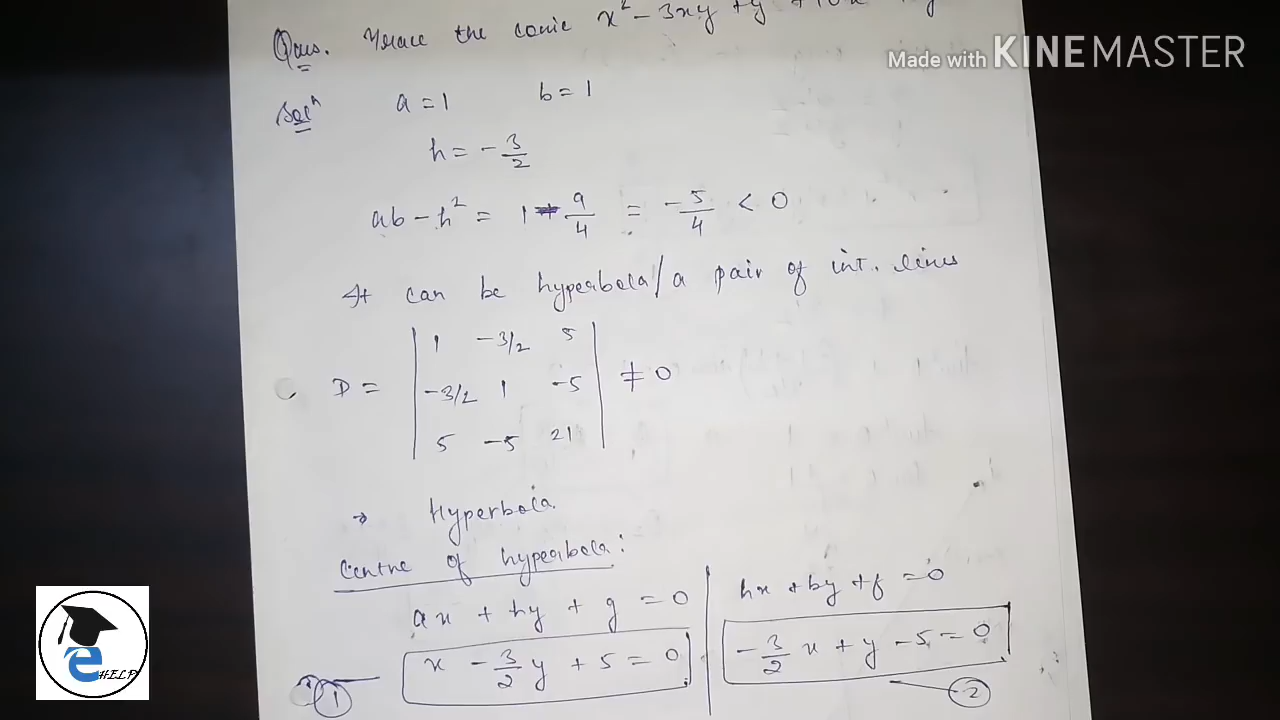 Ques. Trace the conic x² - 3xy + y + 10x
Made with KINEMASTER
Solⁿ a = 1 b = 1
h = -3/2
ab - h² = 1 - 9/4 = -5/4 < 0
It can be hyperbola/a pair of int. lines
D = | 1 -3/2 5 |
| -3/2 1 -5 | ≠ 0
| 5 -5 21 |
→ Hyperbola
Centre of hyperbola:
ax + hy + g = 0
hx + by + f = 0
① x - 3/2 y + 5 = 0
-3/2 x + y - 5 = 0 ②
e HELP